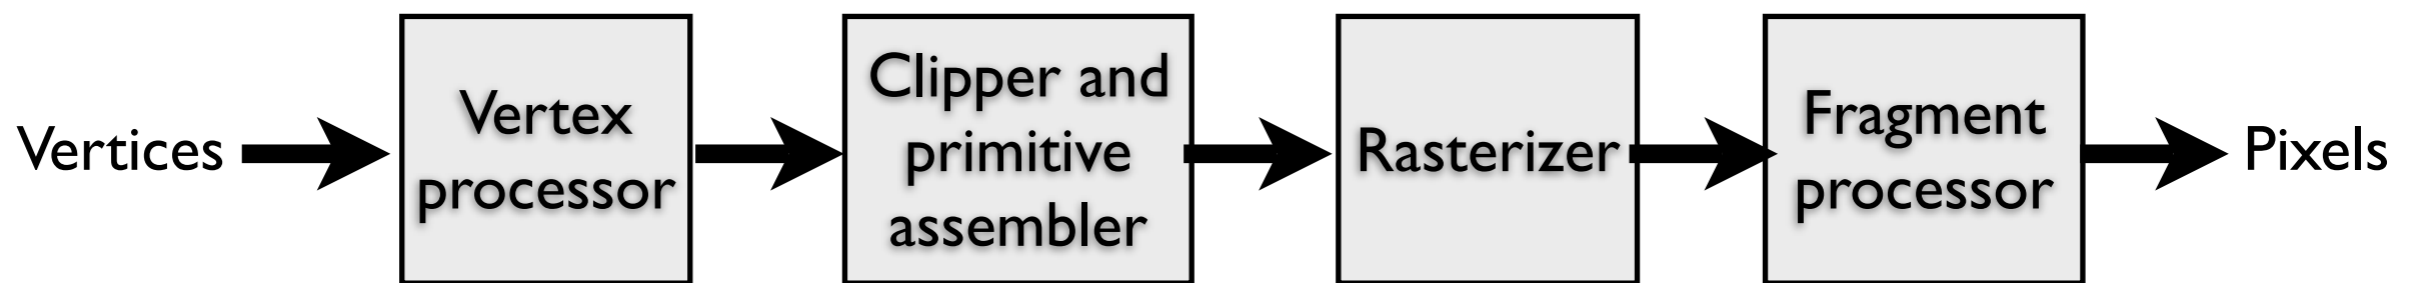 Vertices
Vertex
processor
Clipper and
primitive
assembler
Rasterizer
Fragment
processor
Pixels